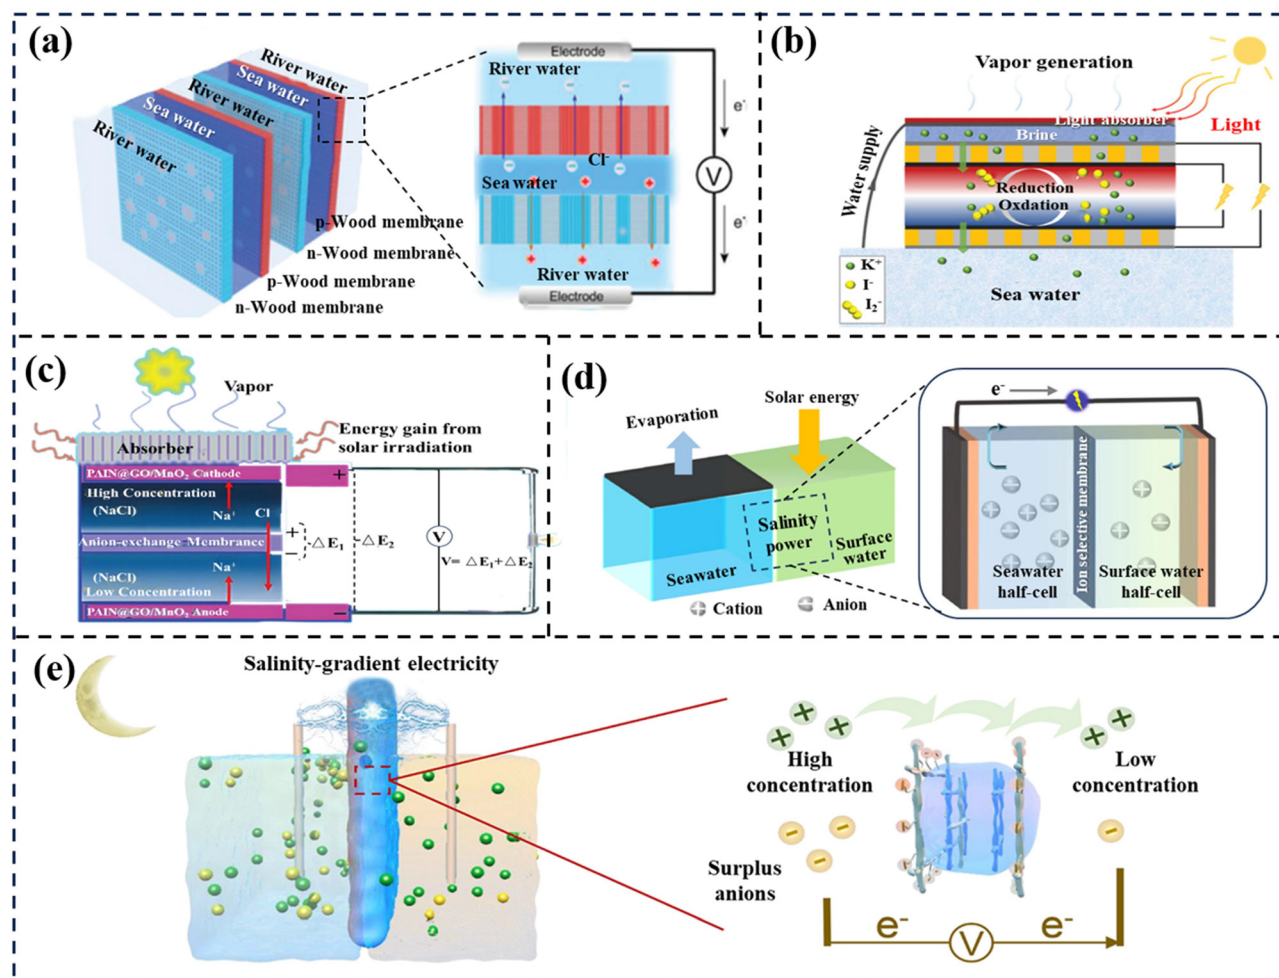 (a)
River water
Sea water
River water
Sea water
River water
p-Wood membrane
n-Wood membrane
p-Wood membrane
n-Wood membrane
Electrode
River water
Cl⁻
Sea water
River water
Electrode
e⁻
V
e⁻
(b)
Vapor generation
Light absorber
Light
Brine
Water supply
Reduction
Oxdation
K⁺
I⁻
I₂⁻
Sea water
(c)
Vapor
Absorber
Energy gain from
solar irradiation
PAIN@GO/MnO₂ Cathode
+
High Concentration
(NaCl)
Na⁺
Cl
Anion-exchange-Membrance
+
−
△E₁
△E₂
V
V= △E₁+△E₂
(NaCl)
Na⁺
Low Concentration
PAIN@GO/MnO₂ Anode
−
(d)
Evaporation
Solar energy
Salinity
power
Seawater
Surface
water
+ Cation
− Anion
e⁻
Ion selective membrane
Seawater
half-cell
Surface water
half-cell
(e)
Salinity-gradient electricity
High
concentration
Low
concentration
Surplus
anions
e⁻
V
e⁻